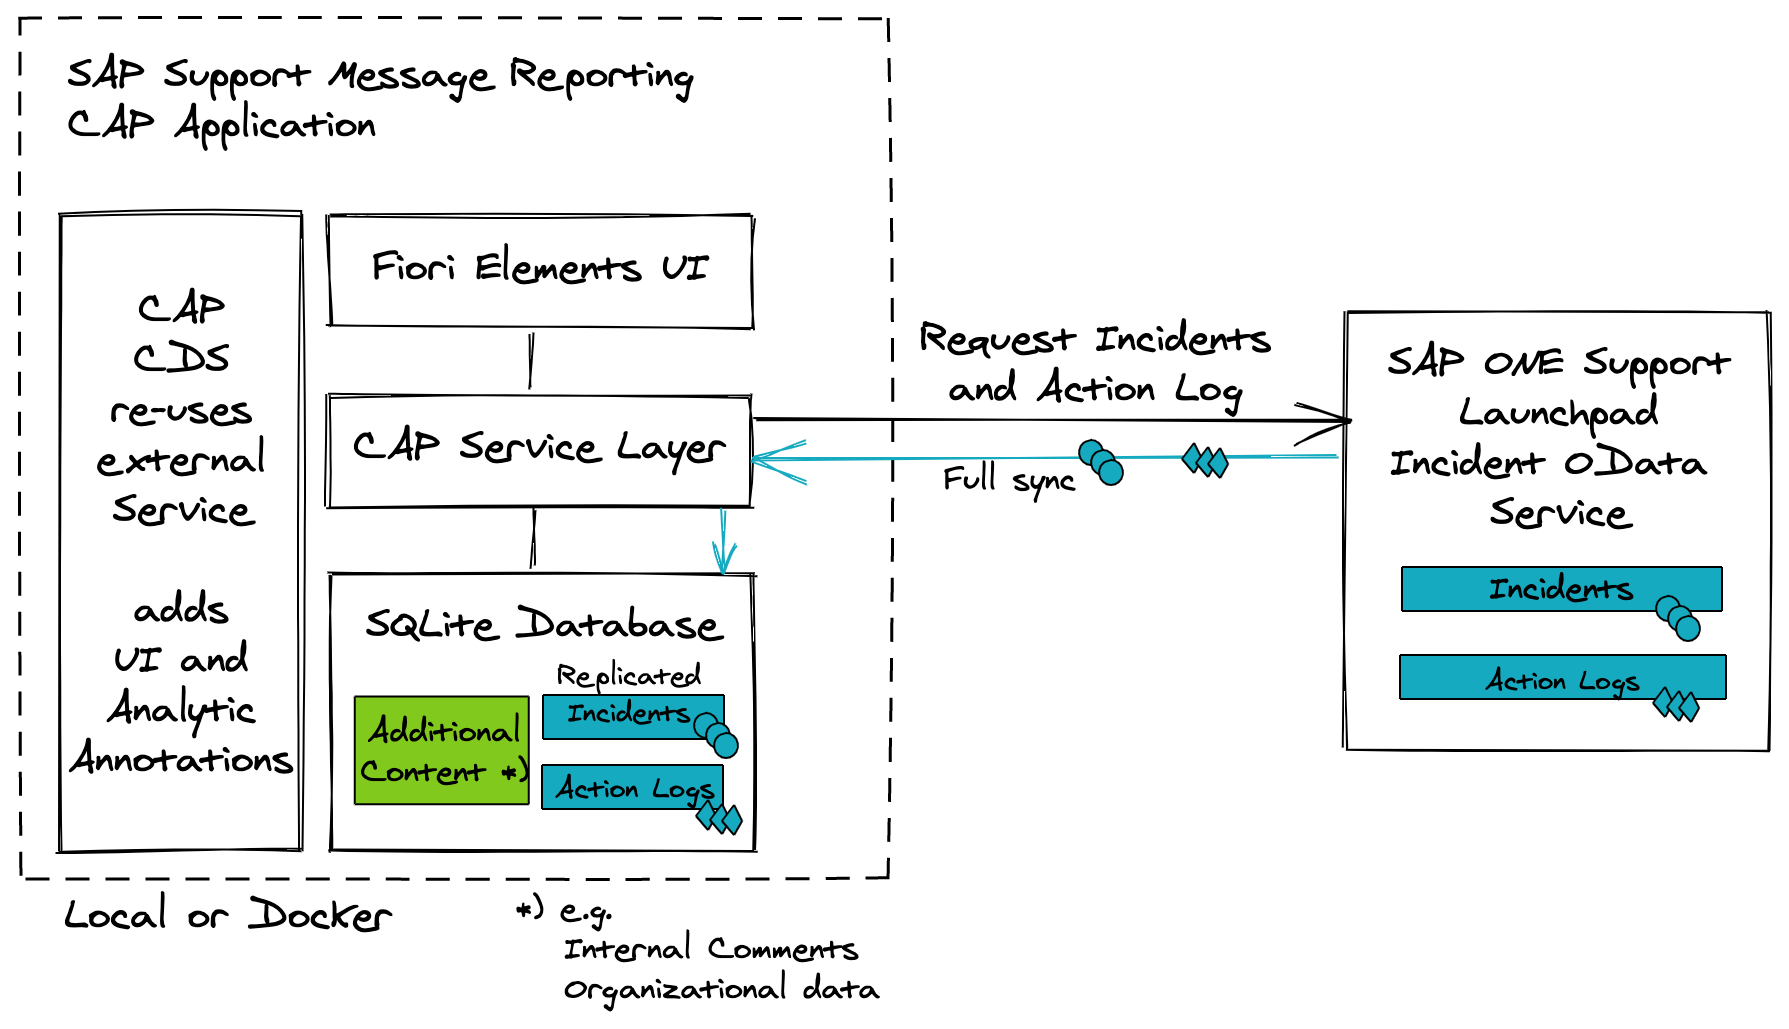 SAP Support Message Reporting
CAP Application
CAP
CDS
re-uses
external
Service
adds
UI and
Analytic
Annotations
Fiori Elements UI
CAP Service Layer
SQLite Database
Replicated
Additional
Content *)
Incidents
Action Logs
Request Incidents
and Action Log
Full sync
SAP ONE Support
Launchpad
Incident OData
Service
Incidents
Action Logs
Local or Docker
*) e.g.
Internal Comments
Organizational data